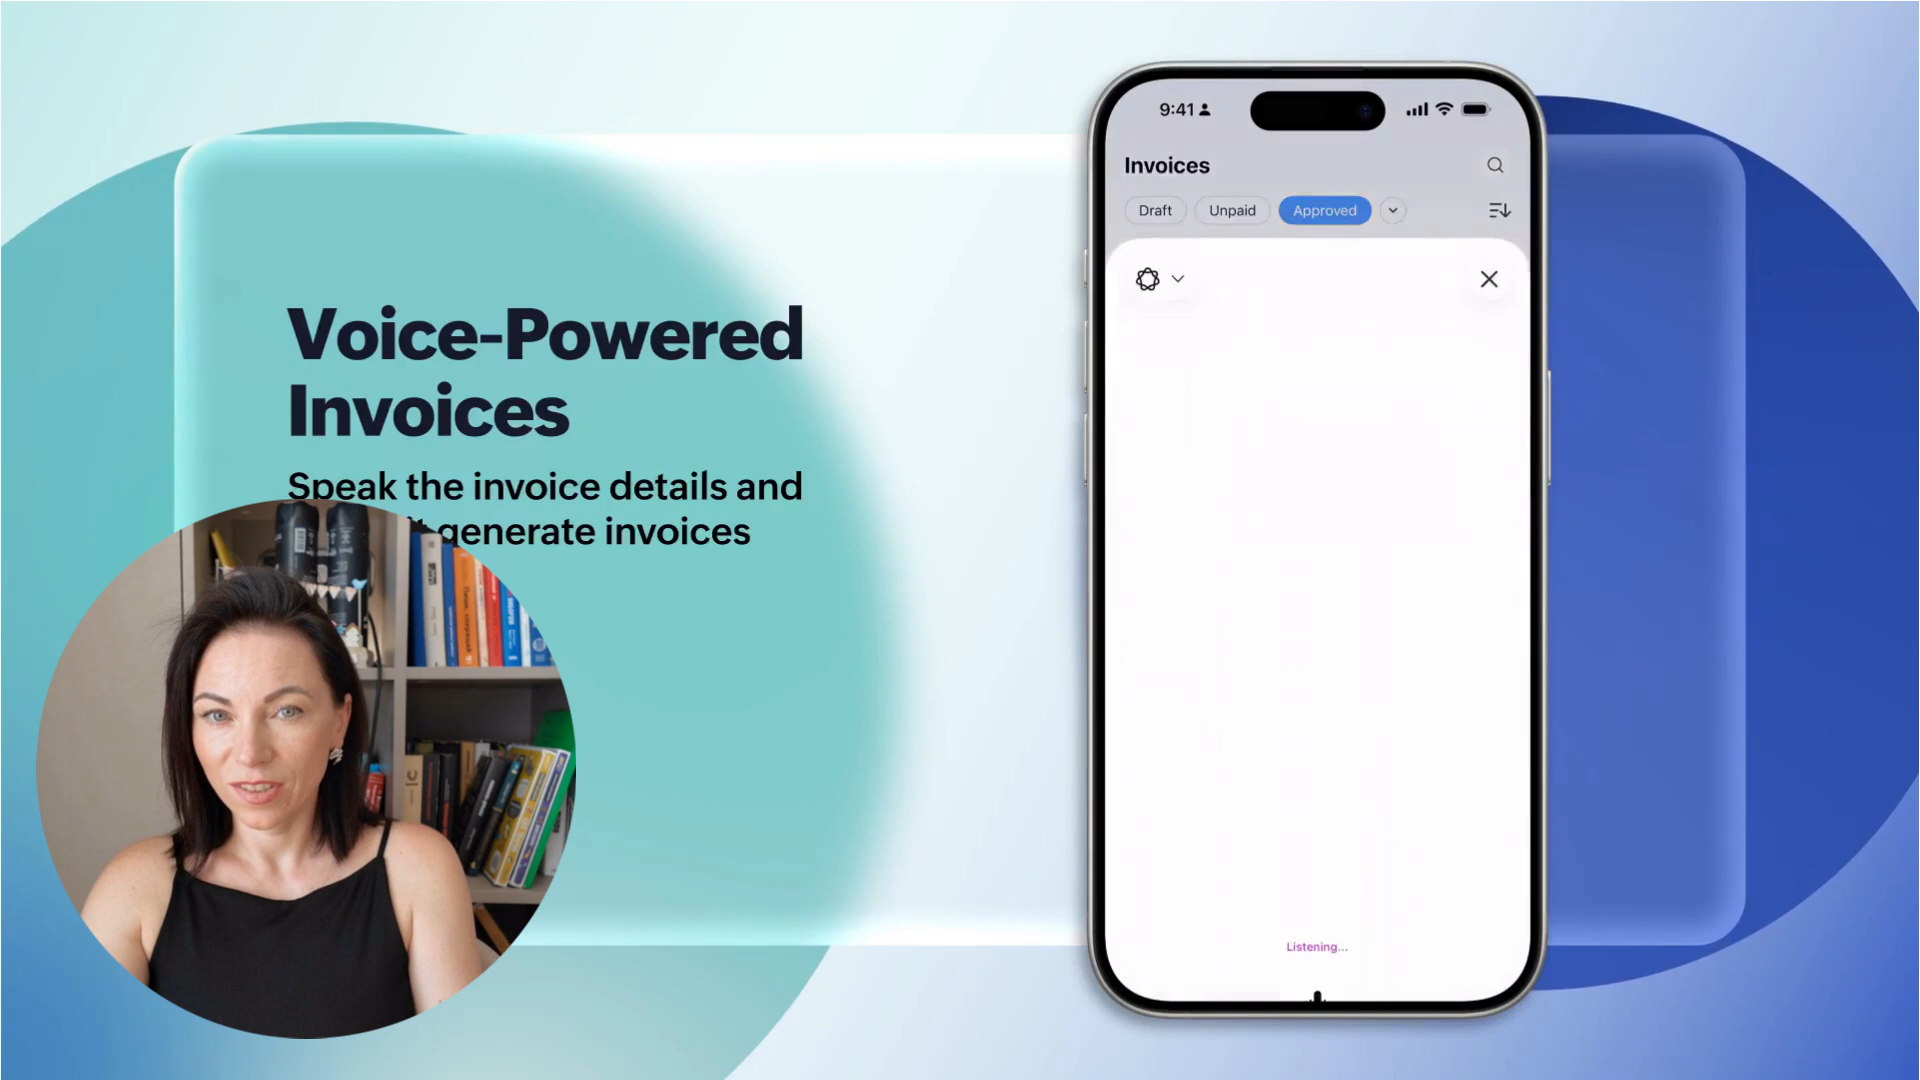 Voice-Powered
Invoices
Speak the invoice details and
generate invoices
9:41
Invoices
Draft
Unpaid
Approved
Listening...